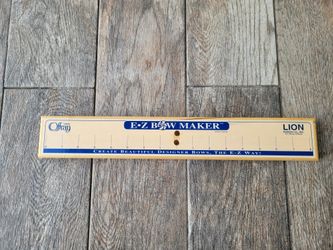 Offray
E-Z BOW MAKER
LION
CREATE BEAUTIFUL DESIGNER BOWS, THE E-Z WAY!